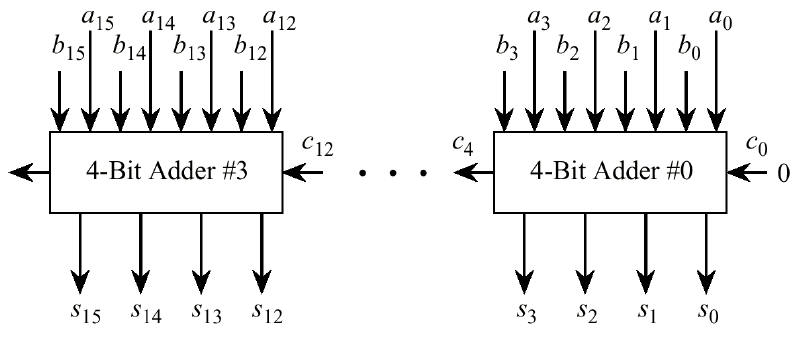 a15 a14 a13 a12 a3 a2 a1 a0
b15 b14 b13 b12 b3 b2 b1 b0
c12 c4 c0
4-Bit Adder #3 . . . 4-Bit Adder #0 0
s15 s14 s13 s12 s3 s2 s1 s0